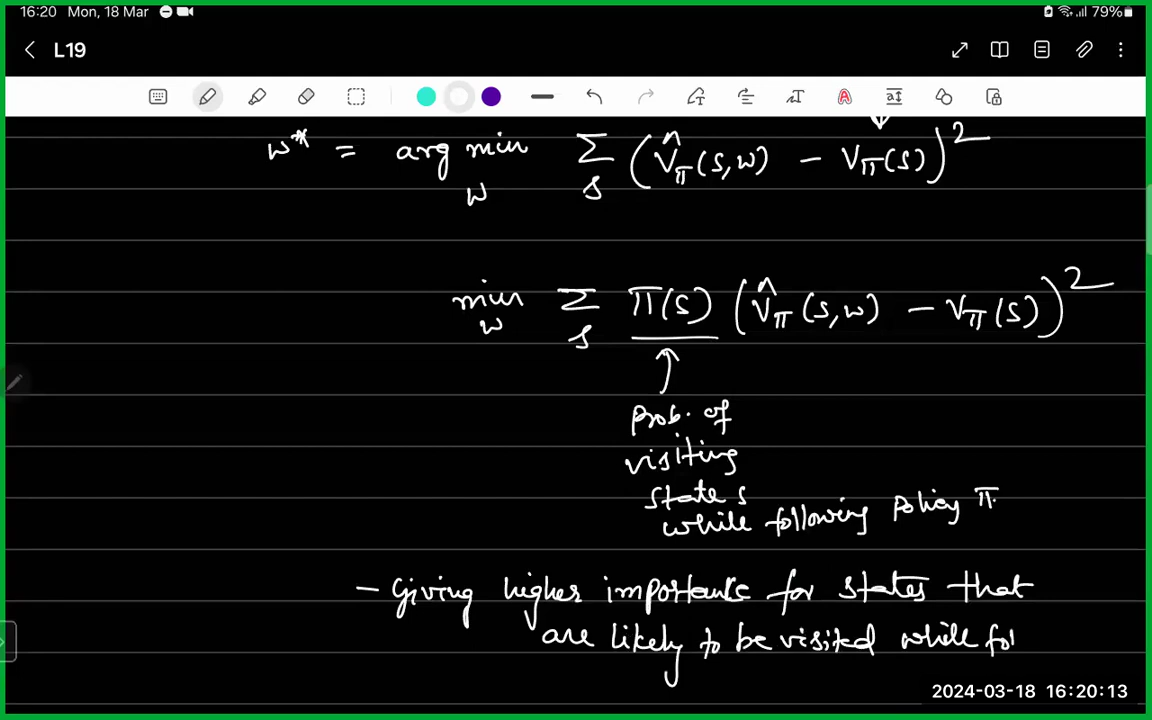 16:20 Mon, 18 Mar 79%
L19
w* = arg min Σ (V̂π(s,w) − Vπ(s))²
w s
min Σ π(s) (V̂π(s,w) − Vπ(s))²
w s
prob. of
visiting
state s
while following policy π
- Giving higher importance for states that
are likely to be visited while fol
2024-03-18 16:20:13